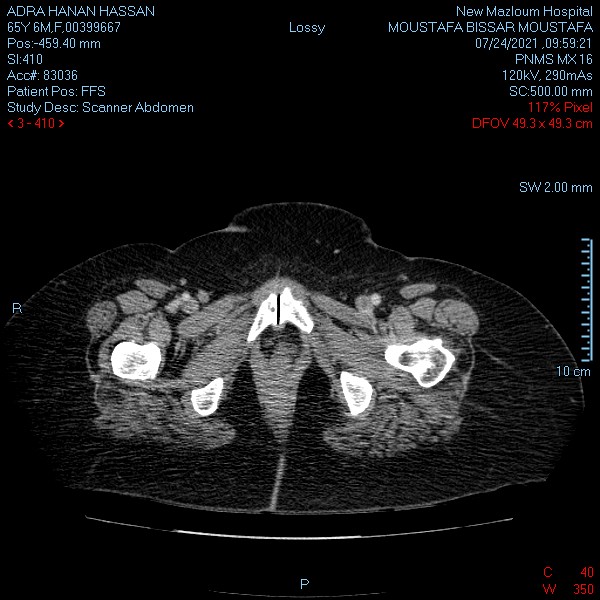 ADRA HANAN HASSAN
65Y 6M,F,00399667
Pos:-459.40 mm
SI:410
Acc#: 83036
Patient Pos: FFS
Study Desc: Scanner Abdomen
< 3 - 410 >
Lossy
New Mazloum Hospital
MOUSTAFA BISSAR MOUSTAFA
07/24/2021 ,09:59:21
PNMS MX 16
120kV, 290mAs
SC:500.00 mm
117% Pixel
DFOV 49.3 x 49.3 cm
SW 2.00 mm
R
10 cm
P
C 40
W 350